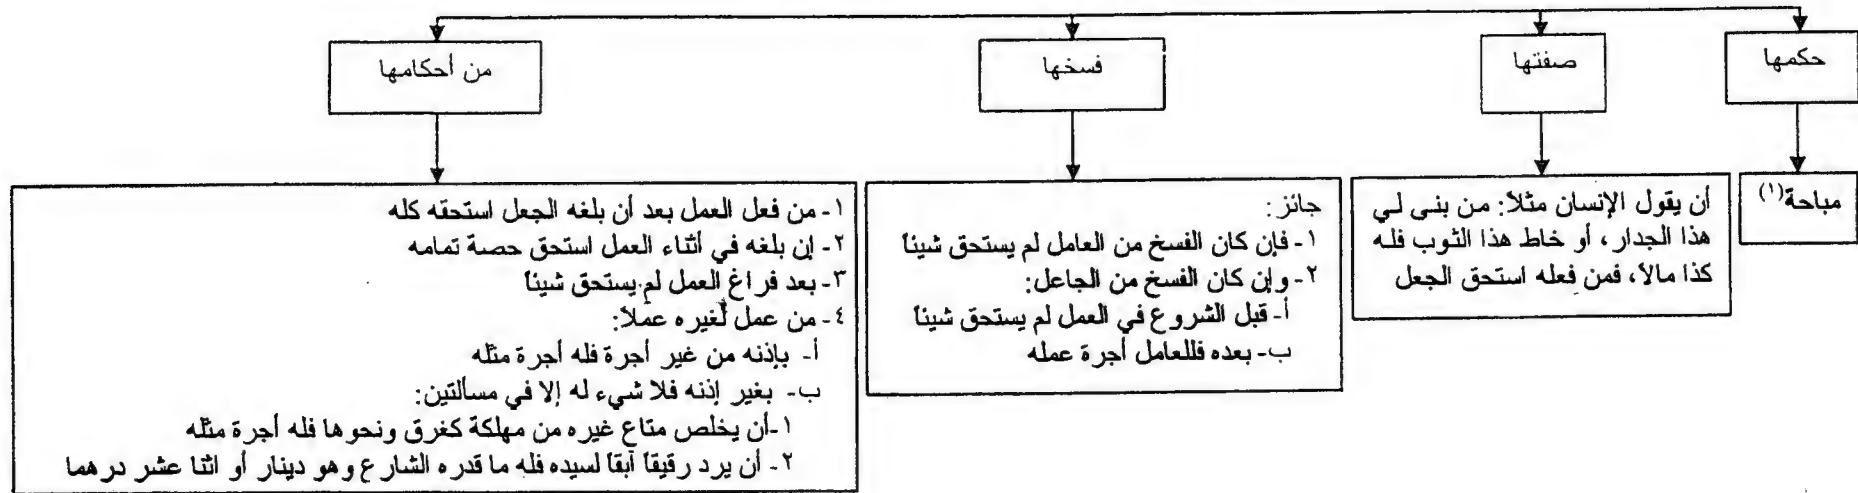 حكمها
صفتها
فسخها
من أحكامها
مباحة(١)
أن يقول الإنسان مثلاً: من بنى لي
هذا الجدار، أو خاط هذا الثوب فله
كذا مالاً، فمن فعله استحق الجعل
جائز:
١- فإن كان الفسخ من العامل لم يستحق شيئاً
٢- وإن كان الفسخ من الجاعل:
أ- قبل الشروع في العمل لم يستحق شيئاً
ب- بعده فللعامل أجرة عمله
١- من فعل العمل بعد أن بلغه الجعل استحقه كله
٢- إن بلغه في أثناء العمل استحق حصة تمامه
٣- بعد فراغ العمل لم يستحق شيئاً
٤- من عمل لغيره عملاً:
أ- بإذنه من غير أجرة فله أجرة مثله
ب- بغير إذنه فلا شيء له إلا في مسألتين:
١- أن يخلص متاع غيره من مهلكة كغرق ونحوها فله أجرة مثله
٢- أن يرد رقيقاً آبقاً لسيده فله ما قدره الشارع وهو دينار أو اثنا عشر درهما